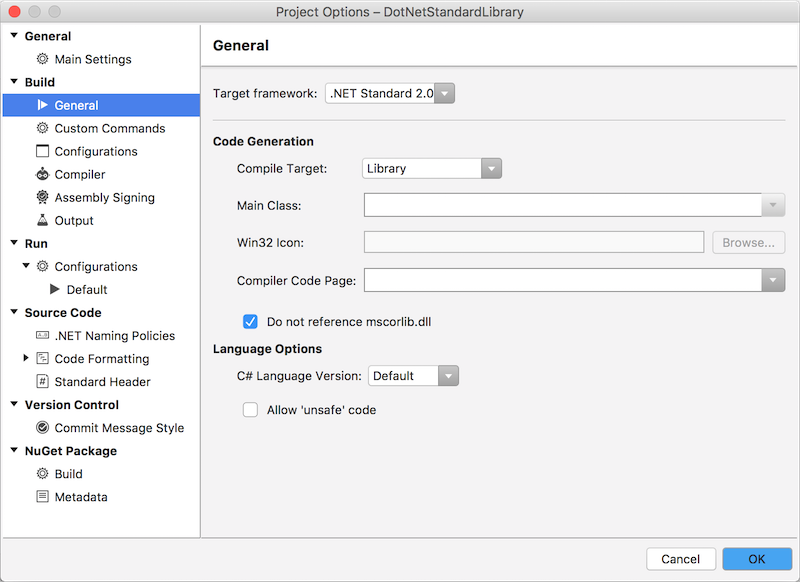 Project Options – DotNetStandardLibrary
General
Main Settings
Build
General
Custom Commands
Configurations
Compiler
Assembly Signing
Output
Run
Configurations
Default
Source Code
.NET Naming Policies
Code Formatting
Standard Header
Version Control
Commit Message Style
NuGet Package
Build
Metadata
General
Target framework: .NET Standard 2.0
Code Generation
Compile Target: Library
Main Class:
Win32 Icon: Browse...
Compiler Code Page:
Do not reference mscorlib.dll
Language Options
C# Language Version: Default
Allow 'unsafe' code
Cancel OK